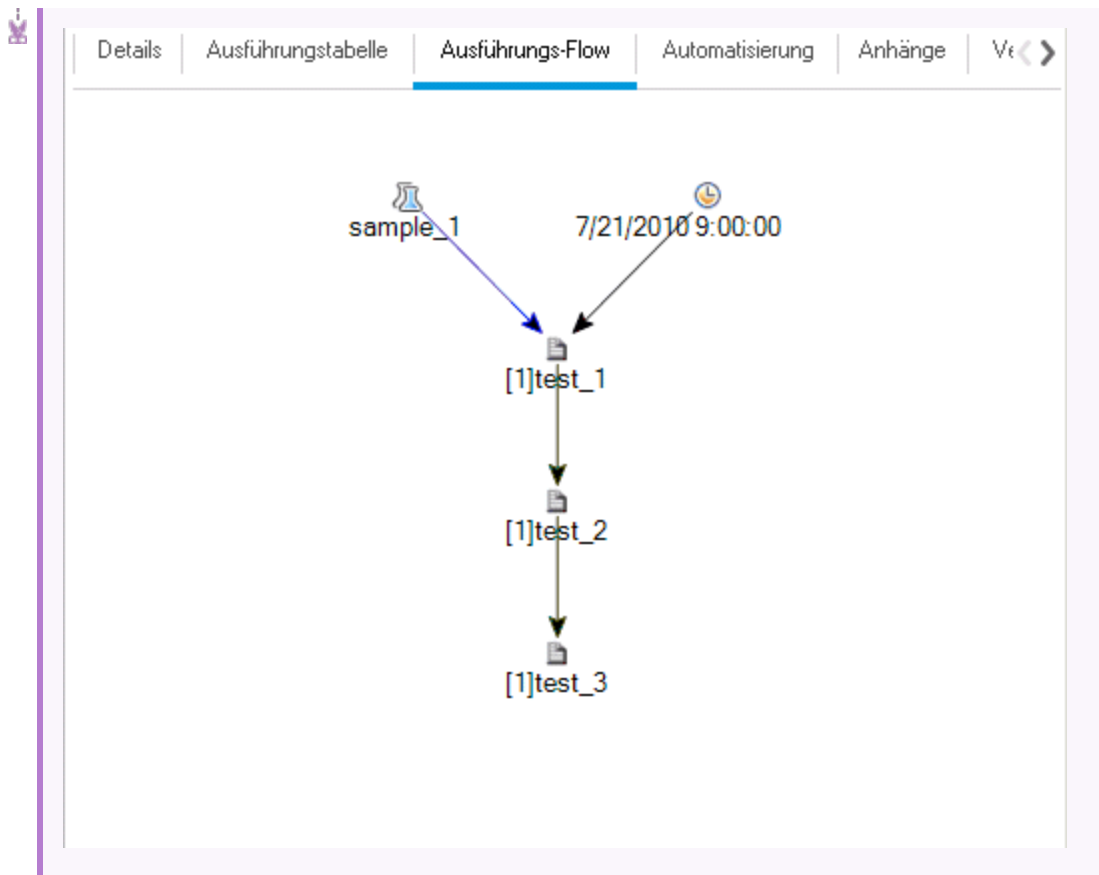 Details Ausführungstabelle Ausführungs-Flow Automatisierung Anhänge
sample_1 7/21/2010 9:00:00
[1]test_1
[1]test_2
[1]test_3